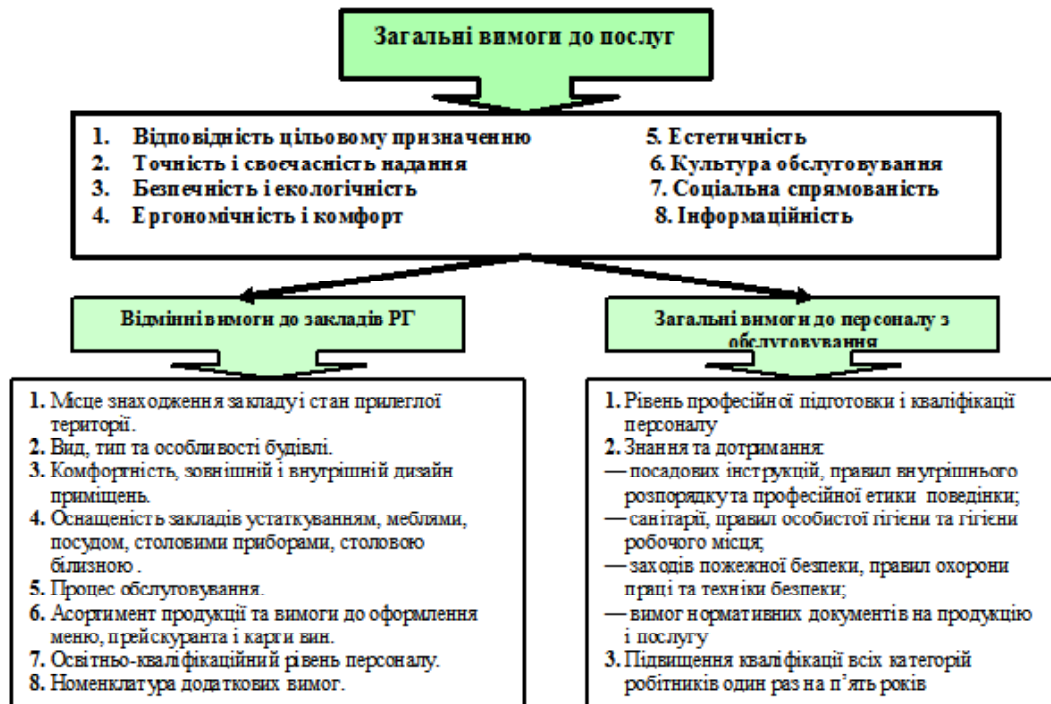 Загальні вимоги до послуг
1. Відповідність цільовому призначенню
2. Точність і своєчасність надання
3. Безпечність і екологічність
4. Ергономічність і комфорт
5. Естетичність
6. Культура обслуговування
7. Соціальна спрямованість
8. Інформаційність
Відмінні вимоги до закладів РГ
1. Місце знаходження закладу і стан прилеглої
території.
2. Вид, тип та особливості будівлі.
3. Комфортність, зовнішній і внутрішній дизайн
приміщень.
4. Оснащеність закладів устаткуванням, меблями,
посудом, столовими приборами, столовою
білизною .
5. Процес обслуговування.
6. Асортимент продукції та вимоги до оформлення
меню, прейскуранта і карти вин.
7. Освітньо-кваліфікаційний рівень персоналу.
8. Номенклатура додаткових вимог.
Загальні вимоги до персоналу з
обслуговування
1. Рівень професійної підготовки і кваліфікації
персоналу
2. Знання та дотримання:
— посадових інструкцій, правил внутрішнього
розпорядку та професійної етики поведінки;
— санітарії, правил особистої гігієни та гігієни
робочого місця;
— заходів пожежної безпеки, правил охорони
праці та техніки безпеки;
— вимог нормативних документів на продукцію
і послугу
3. Підвищення кваліфікації всіх категорій
робітників один раз на п’ять років